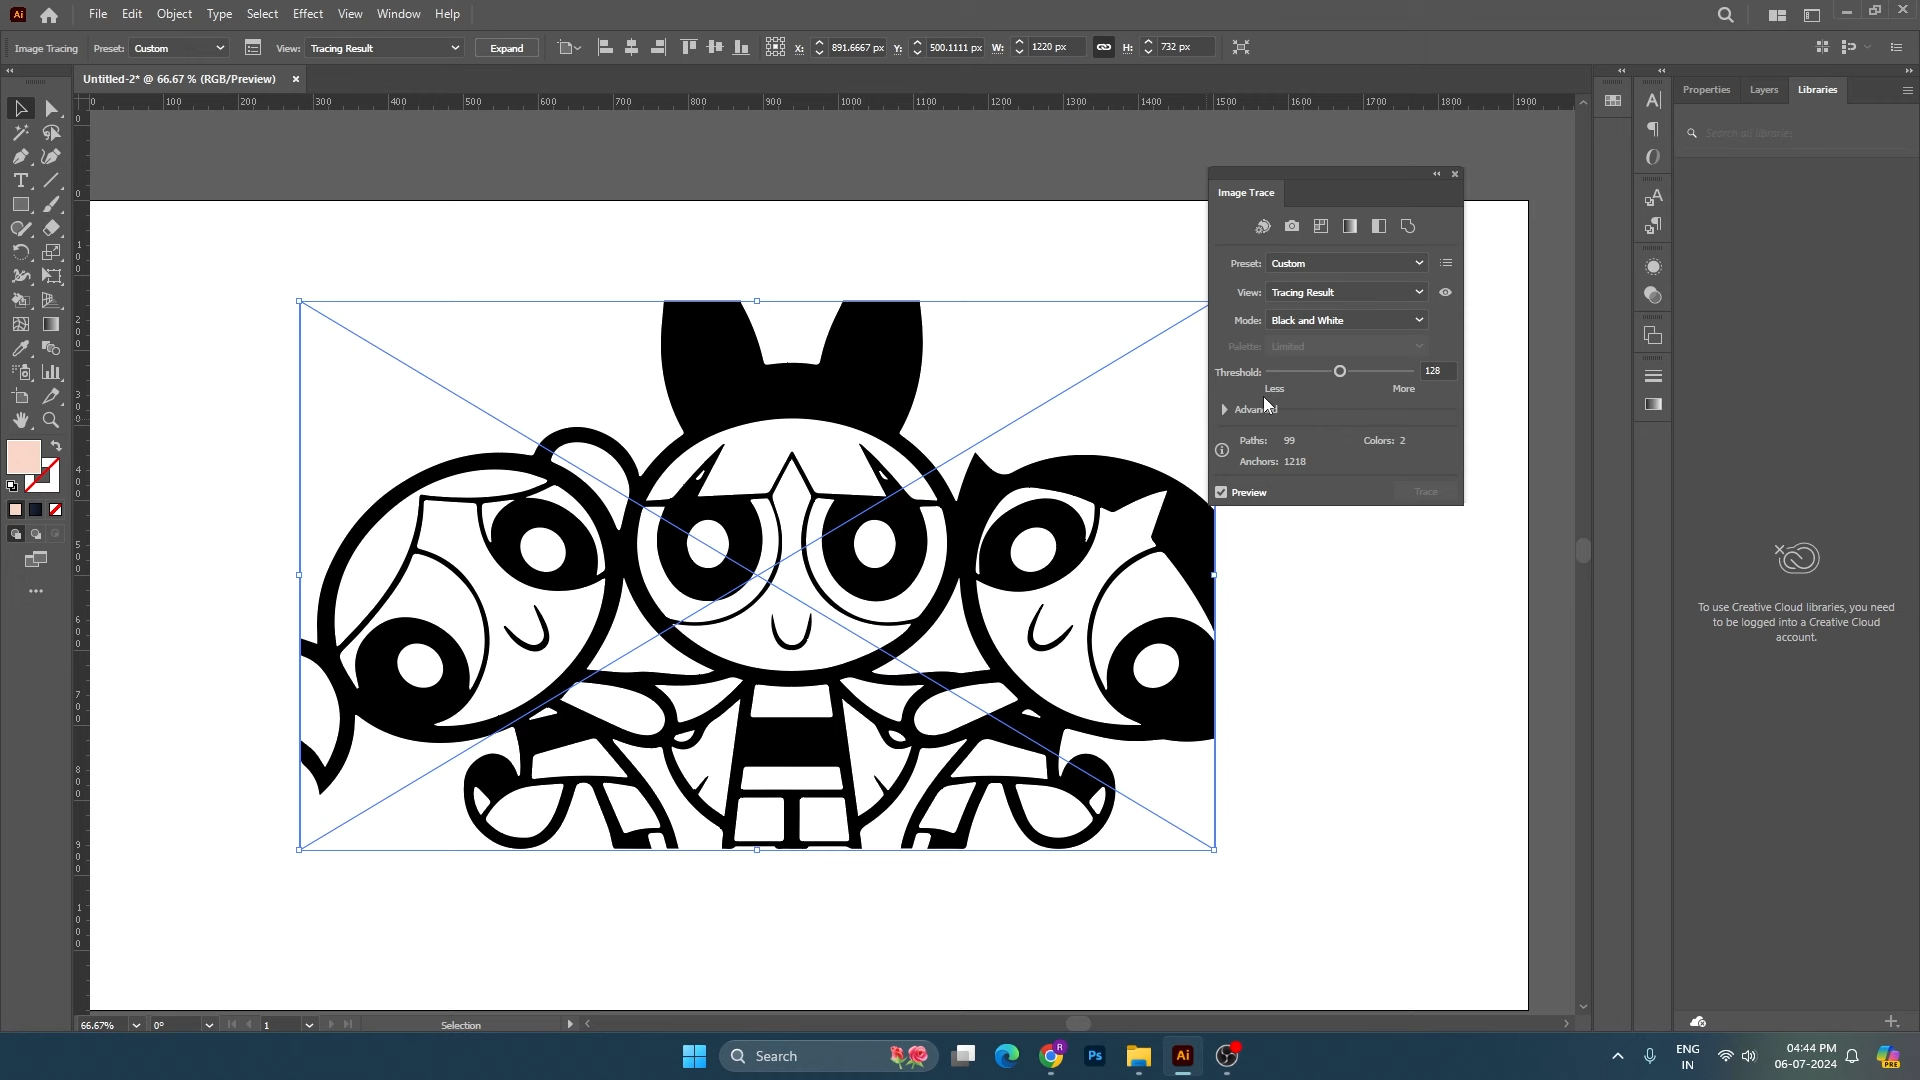 Ai File Edit Object Type Select Effect View Window Help
Image Tracing Preset: Custom View: Tracing Result Expand X: 891.6667 px Y: 500.1111 px W: 1220 px H: 732 px
Untitled-2* @ 66.67 % (RGB/Preview)
0 100 200 300 400 500 600 700 800 900 1000 1100 1200 1300 1400 1500 1600 1700 1800 1900
Properties Layers Libraries
Search all libraries
Image Trace
Preset: Custom
View: Tracing Result
Mode: Black and White
Palette: Limited
Threshold: 128
Less More
Advanced
Paths: 99 Colors: 2
Anchors: 1218
Preview Trace
To use Creative Cloud libraries, you need
to be logged into a Creative Cloud
account.
66.67% 0° 1 Selection
Search Ps Ai ENG
IN
04:44 PM
06-07-2024
PRE